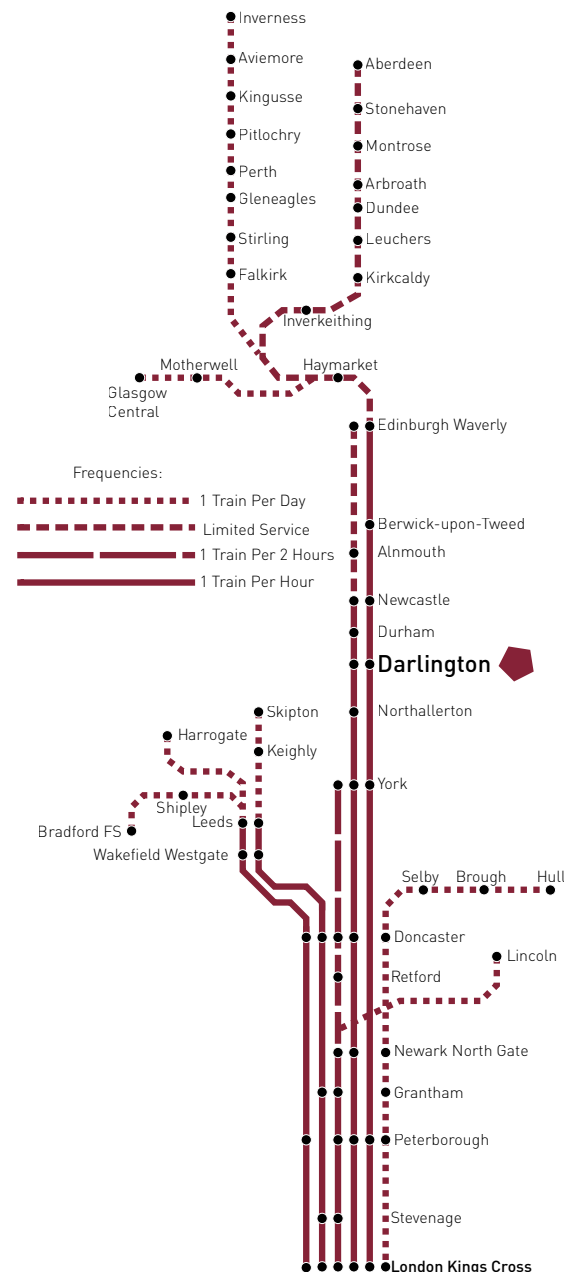 Inverness
Aviemore
Aberdeen
Kingusse
Stonehaven
Pitlochry
Montrose
Perth
Arbroath
Gleneagles
Dundee
Stirling
Leuchers
Falkirk
Kirkcaldy
Inverkeithing
Motherwell
Haymarket
Glasgow
Central
Edinburgh Waverly
Frequencies:
1 Train Per Day
Limited Service
1 Train Per 2 Hours
1 Train Per Hour
Berwick-upon-Tweed
Alnmouth
Newcastle
Durham
Darlington
Northallerton
Skipton
Harrogate
Keighly
York
Shipley
Leeds
Bradford FS
Wakefield Westgate
Selby
Brough
Hull
Doncaster
Lincoln
Retford
Newark North Gate
Grantham
Peterborough
Stevenage
London Kings Cross